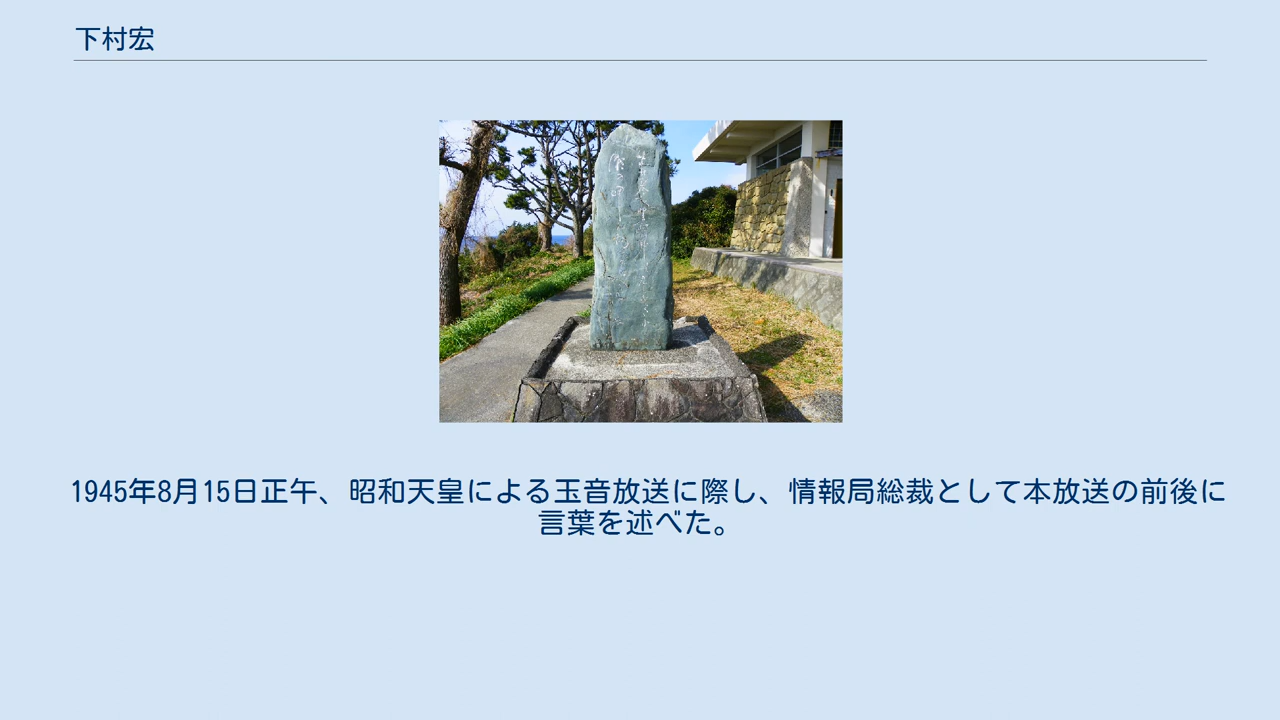 下村宏
1945年8月15日正午、昭和天皇による玉音放送に際し、情報局総裁として本放送の前後に
言葉を述べた。